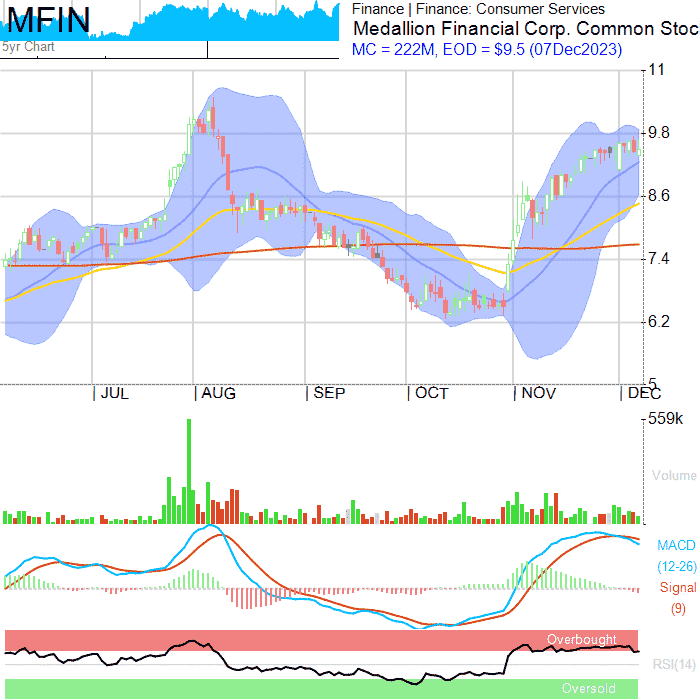 MFIN
5yr Chart
Finance | Finance: Consumer Services
Medallion Financial Corp. Common Stoc
MC = 222M, EOD = $9.5 (07Dec2023)
11
9.8
8.6
7.4
6.2
5
JUL AUG SEP OCT NOV DEC
559k
Volume
MACD
(12-26)
Signal
(9)
Overbought
RSI(14)
Oversold